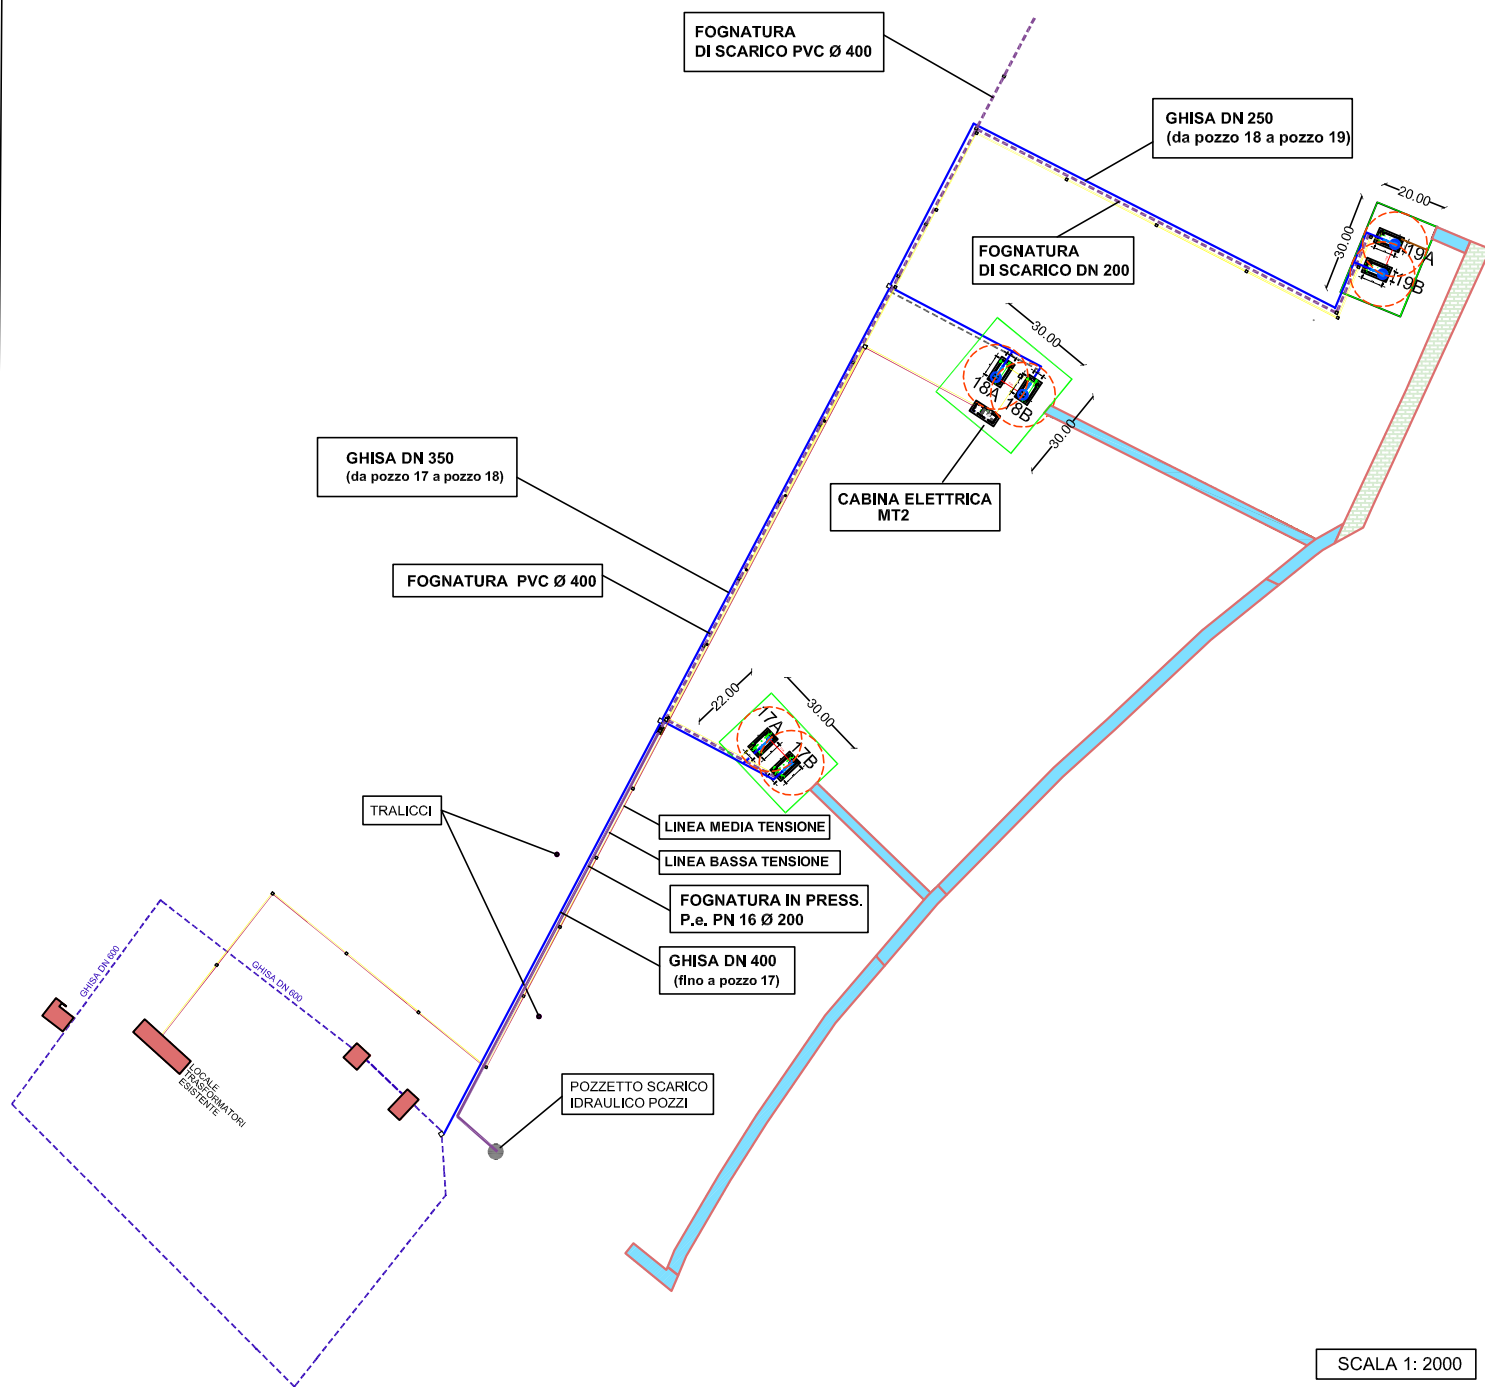 FOGNATURA
DI SCARICO PVC Ø 400
GHISA DN 250
(da pozzo 18 a pozzo 19)
20.00
30.00
19A
19B
FOGNATURA
DI SCARICO DN 200
30.00
18A
18B
30.00
GHISA DN 350
(da pozzo 17 a pozzo 18)
CABINA ELETTRICA
MT2
FOGNATURA PVC Ø 400
22.00
30.00
17A
17B
TRALICCI
LINEA MEDIA TENSIONE
LINEA BASSA TENSIONE
FOGNATURA IN PRESS.
P.e. PN 16 Ø 200
GHISA DN 400
(fino a pozzo 17)
GHISA DN 600
GHISA DN 600
LOCALE
TRASFORMATORI
ESISTENTE
POZZETTO SCARICO
IDRAULICO POZZI
SCALA 1: 2000